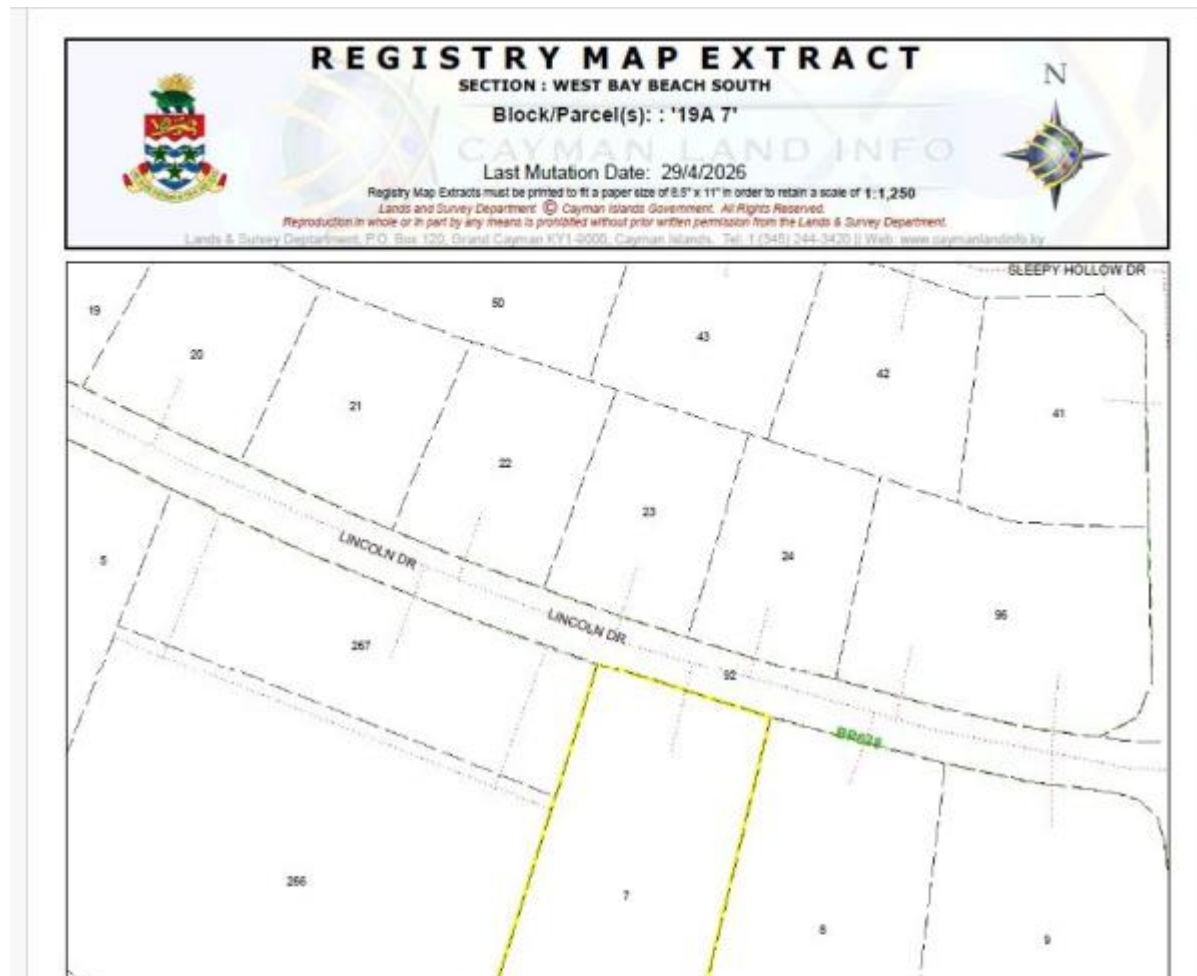 REGISTRY MAP EXTRACT
SECTION : WEST BAY BEACH SOUTH
Block/Parcel(s): : '19A 7'
CAYMAN LAND INFO
N
Last Mutation Date: 29/4/2026
Registry Map Extracts must be printed to fit a paper size of 8.5" x 11" in order to retain a scale of 1:1,250
Lands and Survey Department © Cayman Islands Government. All Rights Reserved.
Reproduction in whole or in part by any means is prohibited without prior written permission from the Lands & Survey Department.
Lands & Survey Department, P.O. Box 120, Grand Cayman KY1-9000, Cayman Islands. Tel: 1 (345) 244-3420 || Web: www.caymanlandinfo.ky
SLEEPY HOLLOW DR
19
50
20
43
42
21
41
22
23
LINCOLN DR
24
5
LINCOLN DR
96
267
92
BP628
266
7
8
9